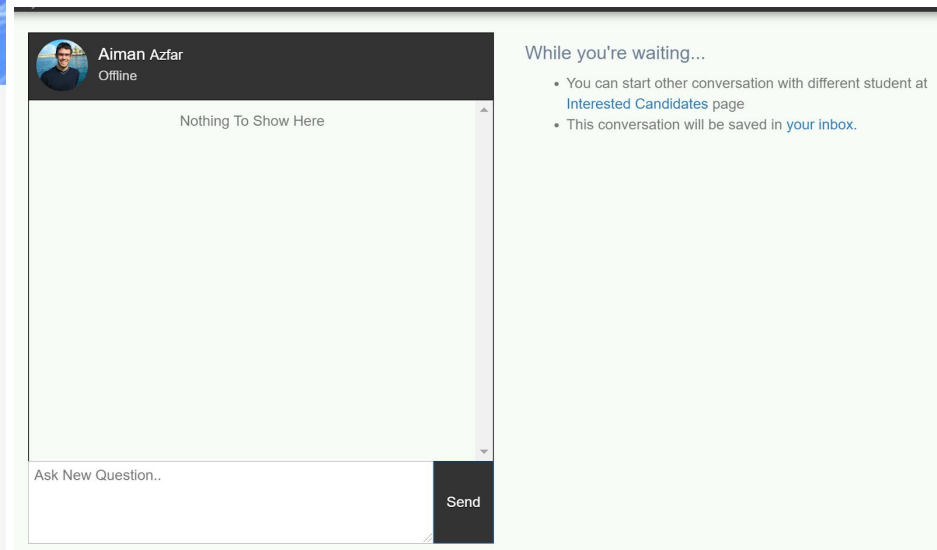 Aiman Azfar
Offline
Nothing To Show Here
Ask New Question..
Send
While you're waiting...
You can start other conversation with different student at
Interested Candidates page
This conversation will be saved in your inbox.